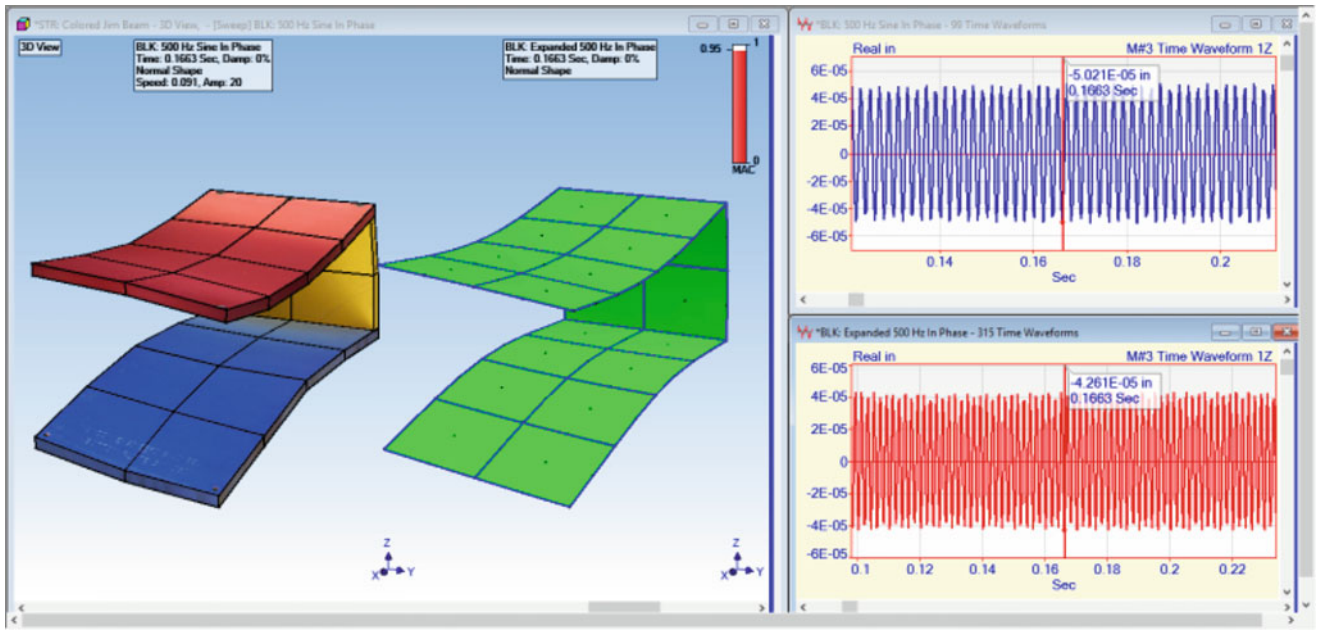 *STR: Colored Jim Beam - 3D View, - [Sweep] BLK: 500 Hz Sine In Phase
3D View
BLK: 500 Hz Sine In Phase
Time: 0.1663 Sec, Damp: 0%
Normal Shape
Speed: 0.091, Amp: 20
BLK: Expanded 500 Hz In Phase
Time: 0.1663 Sec, Damp: 0%
Normal Shape
0.95
1
0
MAC
Z
X
Y
Z
X
Y
*BLK: 500 Hz Sine In Phase - 99 Time Waveforms
Real in
M#3 Time Waveform 1Z
-5.021E-05 in
0.1663 Sec
6E-05
4E-05
2E-05
0
-2E-05
-4E-05
-6E-05
0.14
0.16
0.18
0.2
Sec
*BLK: Expanded 500 Hz In Phase - 315 Time Waveforms
Real in
M#3 Time Waveform 1Z
-4.261E-05 in
0.1663 Sec
6E-05
4E-05
2E-05
0
-2E-05
-4E-05
-6E-05
0.1
0.12
0.14
0.16
0.18
0.2
0.22
Sec